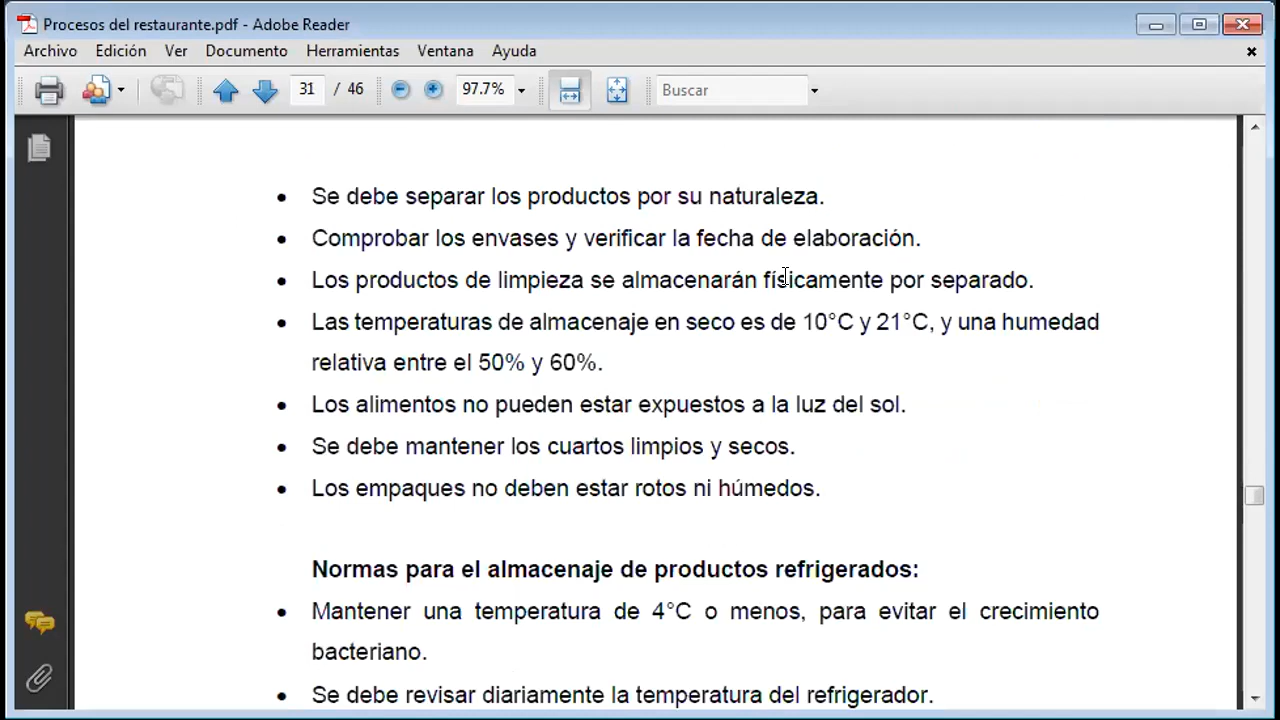 Procesos del restaurante.pdf - Adobe Reader
Archivo Edición Ver Documento Herramientas Ventana Ayuda
31 / 46 97.7% Buscar
• Se debe separar los productos por su naturaleza.
• Comprobar los envases y verificar la fecha de elaboración.
• Los productos de limpieza se almacenarán físicamente por separado.
• Las temperaturas de almacenaje en seco es de 10°C y 21°C, y una humedad
relativa entre el 50% y 60%.
• Los alimentos no pueden estar expuestos a la luz del sol.
• Se debe mantener los cuartos limpios y secos.
• Los empaques no deben estar rotos ni húmedos.
Normas para el almacenaje de productos refrigerados:
• Mantener una temperatura de 4°C o menos, para evitar el crecimiento
bacteriano.
• Se debe revisar diariamente la temperatura del refrigerador.